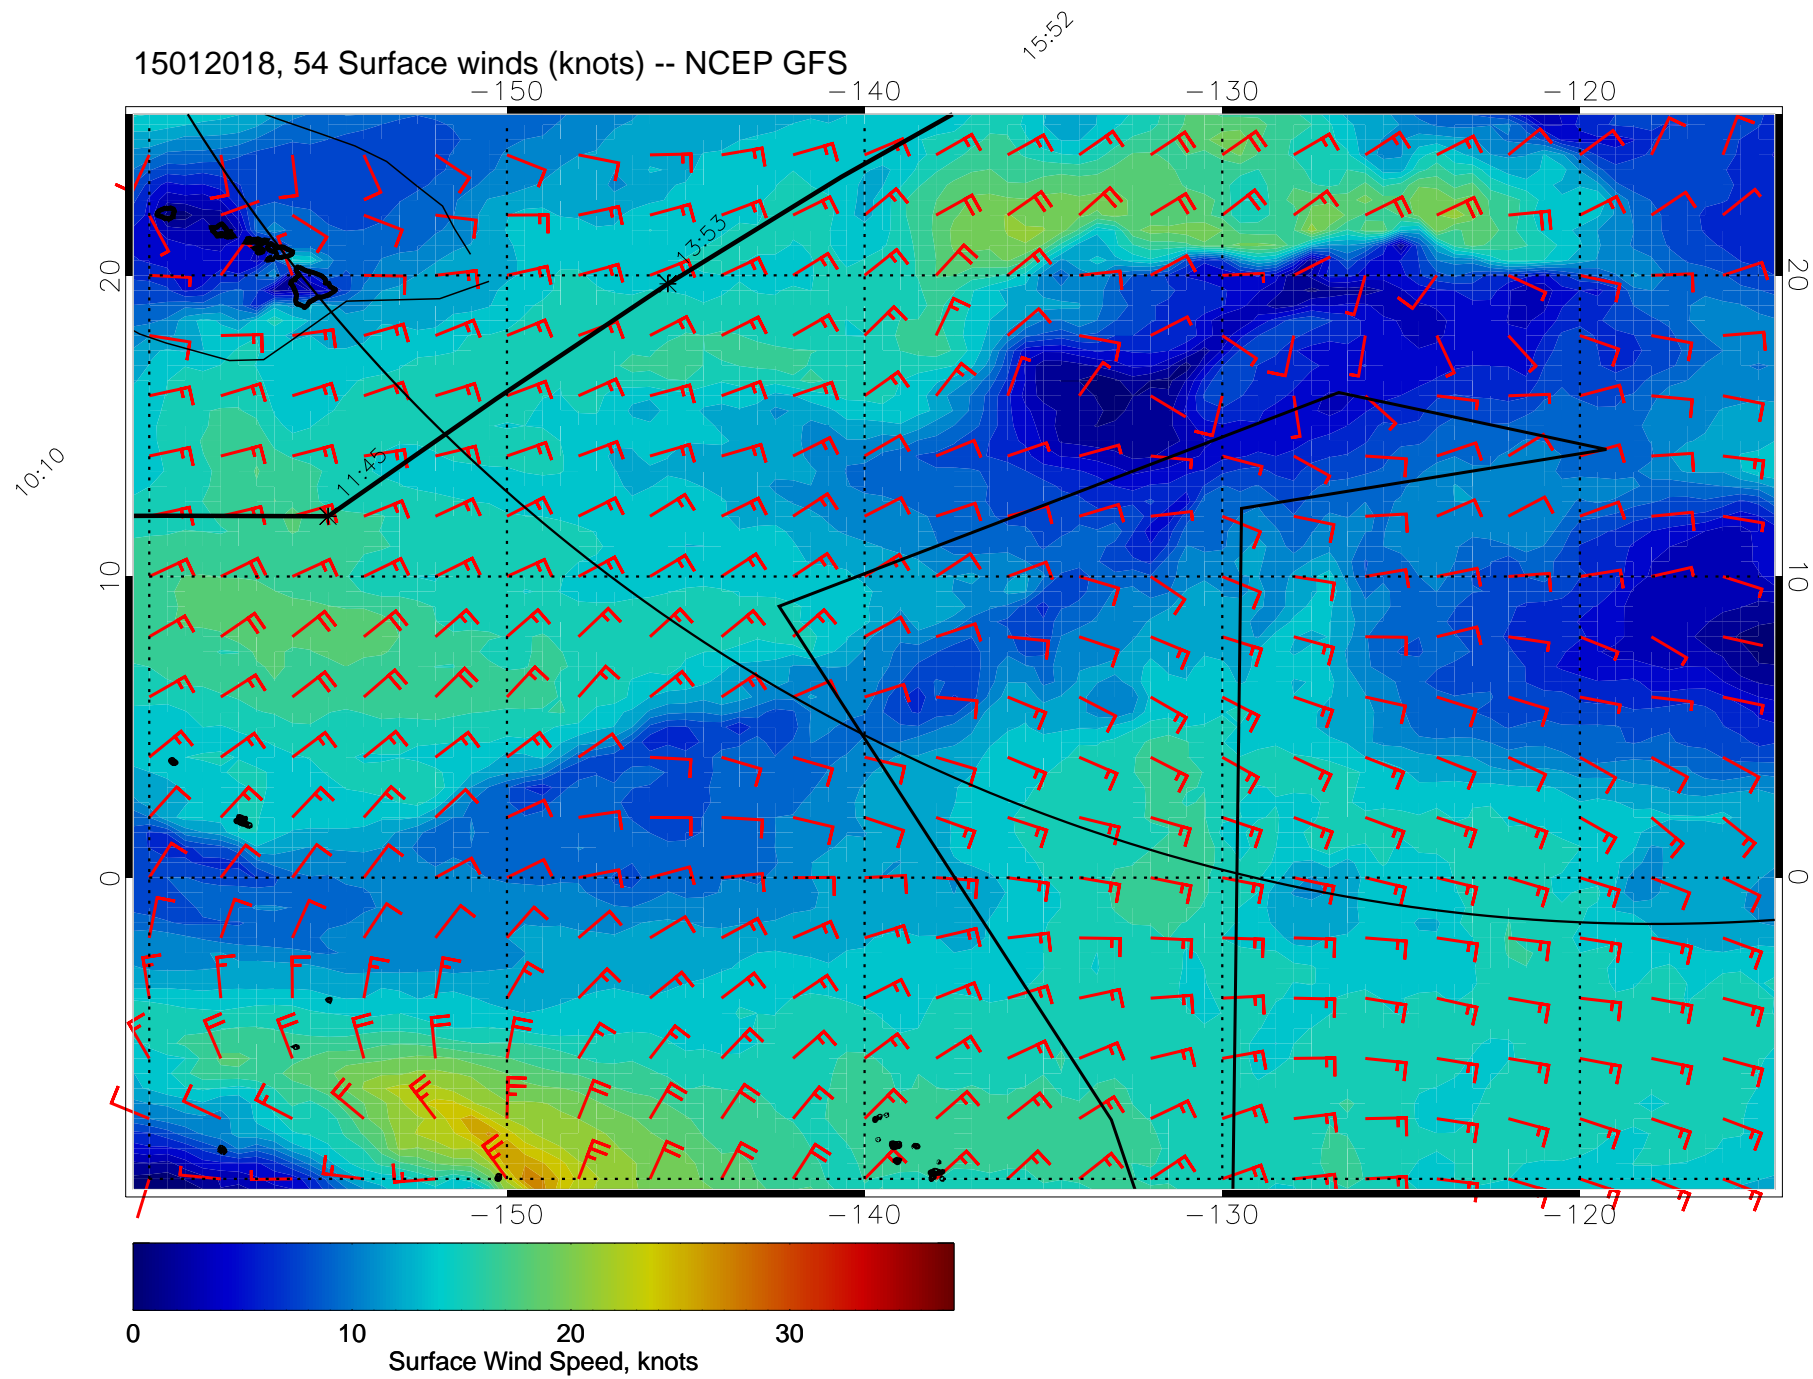 15:52
15012018, 54 Surface winds (knots) -- NCEP GFS
-150 -140 -130 -120
13:53
20 20
11:45
10:10
10 10
0 0
-150 -140 -130 -120
0 10 20 30
Surface Wind Speed, knots